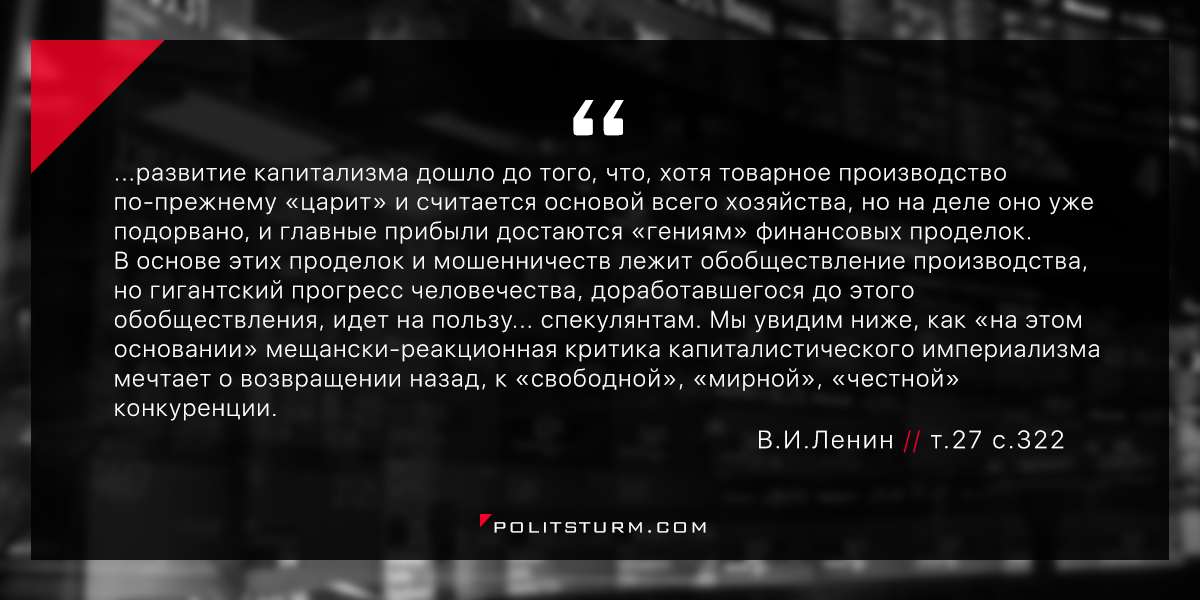 “
...развитие капитализма дошло до того, что, хотя товарное производство
по-прежнему «царит» и считается основой всего хозяйства, но на деле оно уже
подорвано, и главные прибыли достаются «гениям» финансовых проделок.
В основе этих проделок и мошенничеств лежит обобществление производства,
но гигантский прогресс человечества, доработавшегося до этого
обобществления, идет на пользу... спекулянтам. Мы увидим ниже, как «на этом
основании» мещански-реакционная критика капиталистического империализма
мечтает о возвращении назад, к «свободной», «мирной», «честной»
конкуренции.
В.И.Ленин // т.27 с.322
POLITSTURM.COM